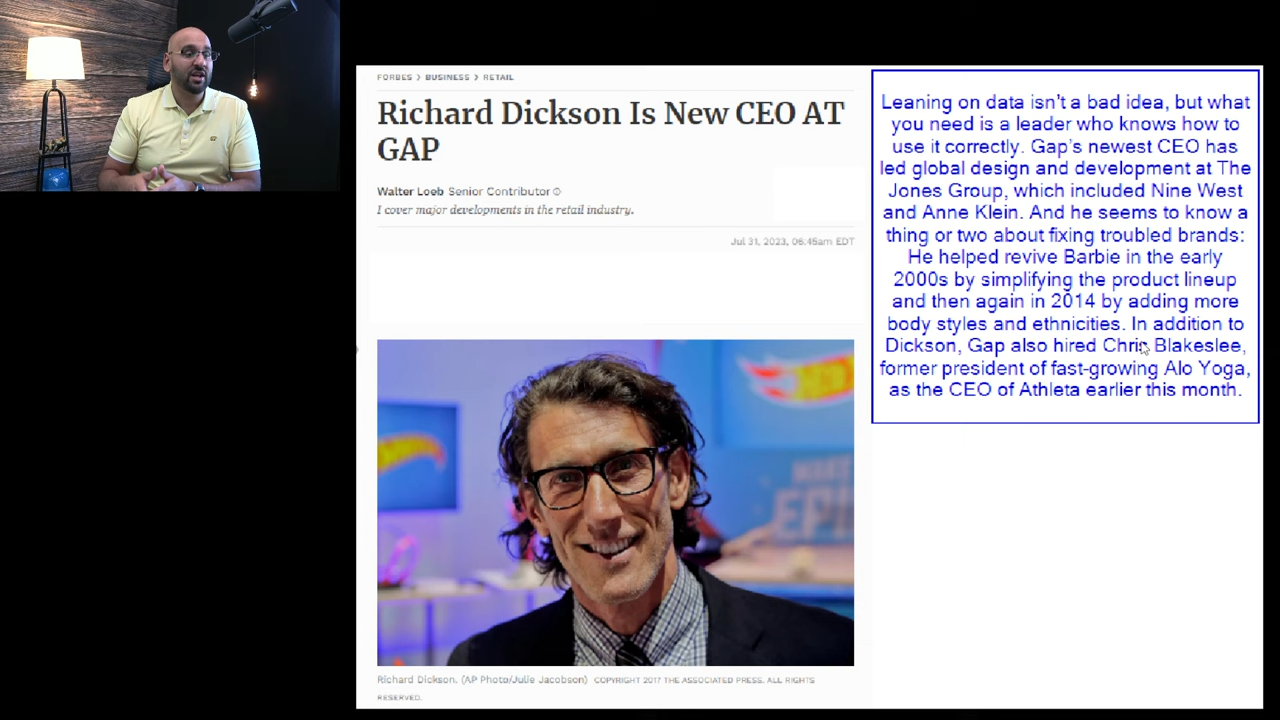 FORBES > BUSINESS > RETAIL
Richard Dickson Is New CEO AT
GAP
Walter Loeb Senior Contributor
I cover major developments in the retail industry.
Jul 31, 2023, 06:45am EDT
Richard Dickson. (AP Photo/Julie Jacobson) COPYRIGHT 2017 THE ASSOCIATED PRESS. ALL RIGHTS
RESERVED.
Leaning on data isn't a bad idea, but what
you need is a leader who knows how to
use it correctly. Gap's newest CEO has
led global design and development at The
Jones Group, which included Nine West
and Anne Klein. And he seems to know a
thing or two about fixing troubled brands:
He helped revive Barbie in the early
2000s by simplifying the product lineup
and then again in 2014 by adding more
body styles and ethnicities. In addition to
Dickson, Gap also hired Chris Blakeslee,
former president of fast-growing Alo Yoga,
as the CEO of Athleta earlier this month.